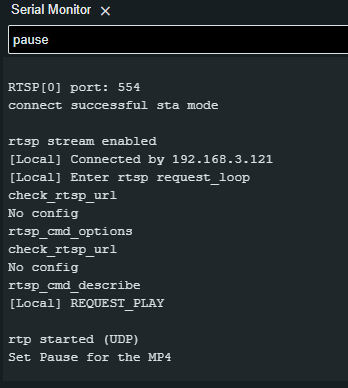 Serial Monitor ×
pause
RTSP[0] port: 554
connect successful sta mode
rtsp stream enabled
[Local] Connected by 192.168.3.121
[Local] Enter rtsp request_loop
check_rtsp_url
No config
rtsp_cmd_options
check_rtsp_url
No config
rtsp_cmd_describe
[Local] REQUEST_PLAY
rtp started (UDP)
Set Pause for the MP4